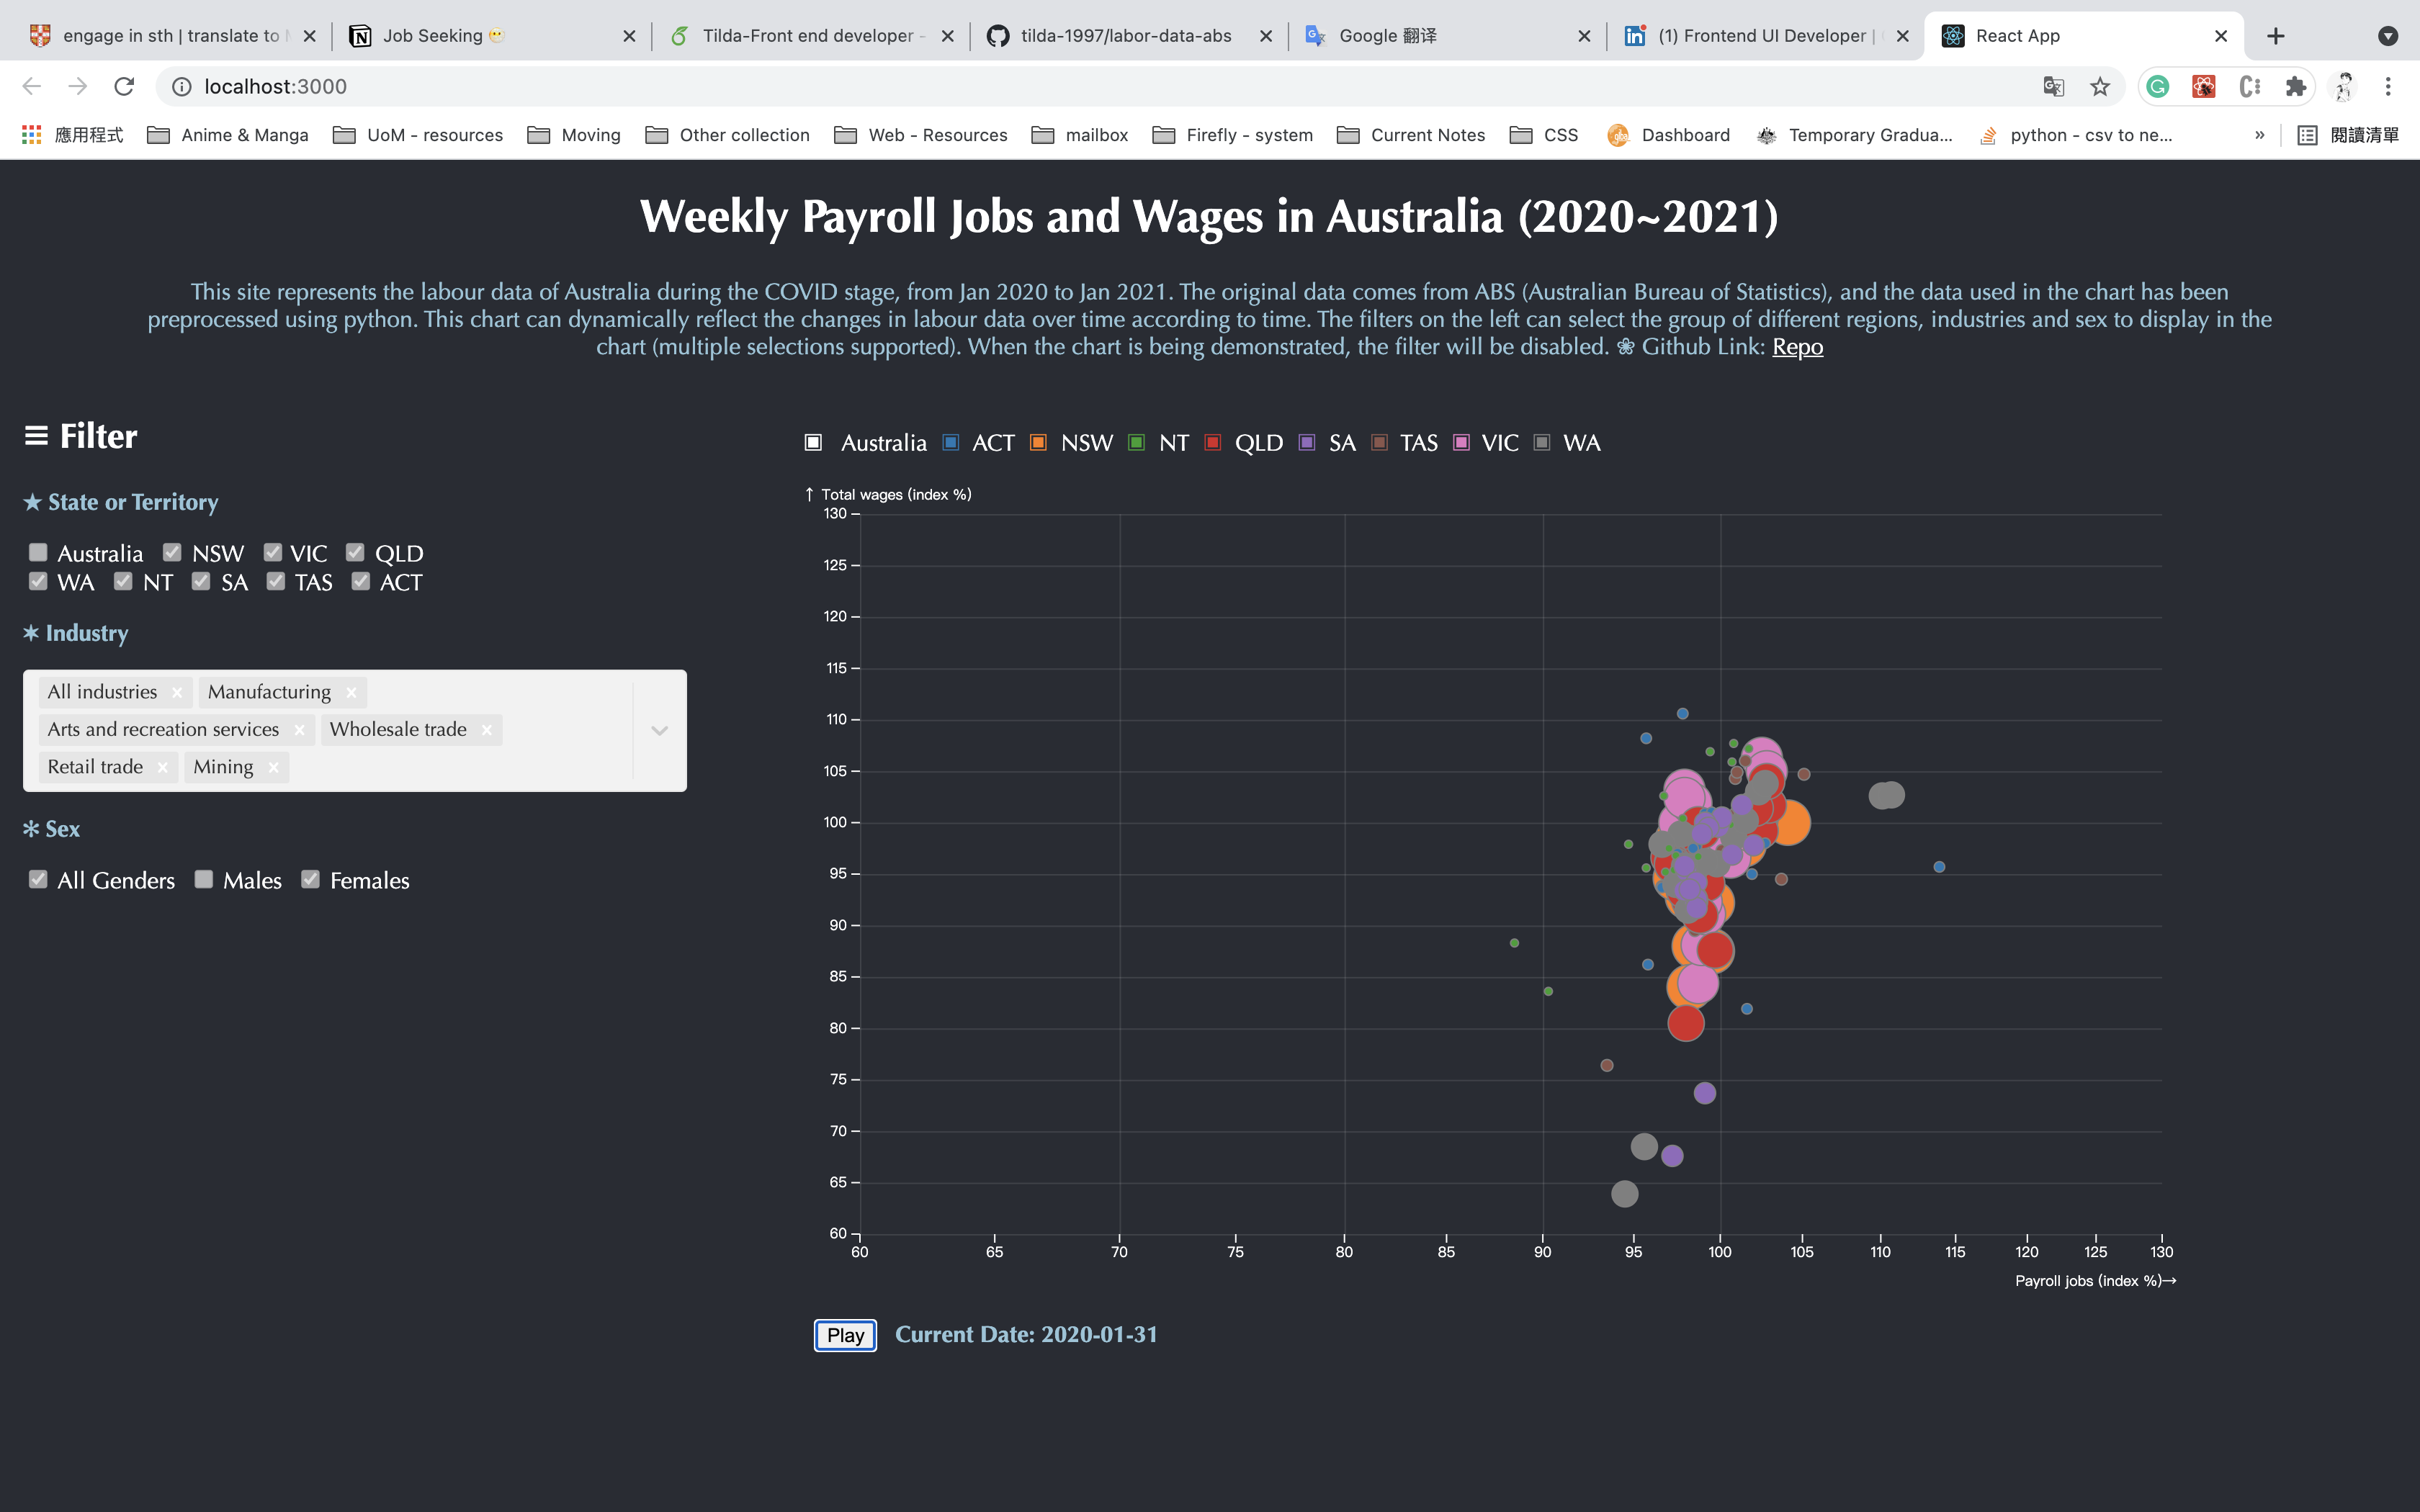 engage in sth | translate to
Job Seeking
Tilda-Front end developer -
tilda-1997/labor-data-abs
Google 翻译
(1) Frontend UI Developer |
React App
localhost:3000
應用程式
Anime & Manga
UoM - resources
Moving
Other collection
Web - Resources
mailbox
Firefly - system
Current Notes
CSS
Dashboard
Temporary Gradua...
python - csv to ne...
»
閱讀清單
Weekly Payroll Jobs and Wages in Australia (2020~2021)
This site represents the labour data of Australia during the COVID stage, from Jan 2020 to Jan 2021. The original data comes from ABS (Australian Bureau of Statistics), and the data used in the chart has been
preprocessed using python. This chart can dynamically reflect the changes in labour data over time according to time. The filters on the left can select the group of different regions, industries and sex to display in the
chart (multiple selections supported). When the chart is being demonstrated, the filter will be disabled. ❀ Github Link: Repo
Filter
★ State or Territory
Australia NSW VIC QLD
WA NT SA TAS ACT
✶ Industry
All industries × Manufacturing ×
Arts and recreation services × Wholesale trade ×
Retail trade × Mining ×
✻ Sex
All Genders Males Females
Australia ACT NSW NT QLD SA TAS VIC WA
↑ Total wages (index %)
130
125
120
115
110
105
100
95
90
85
80
75
70
65
60
60 65 70 75 80 85 90 95 100 105 110 115 120 125 130
Payroll jobs (index %)→
Play
Current Date: 2020-01-31